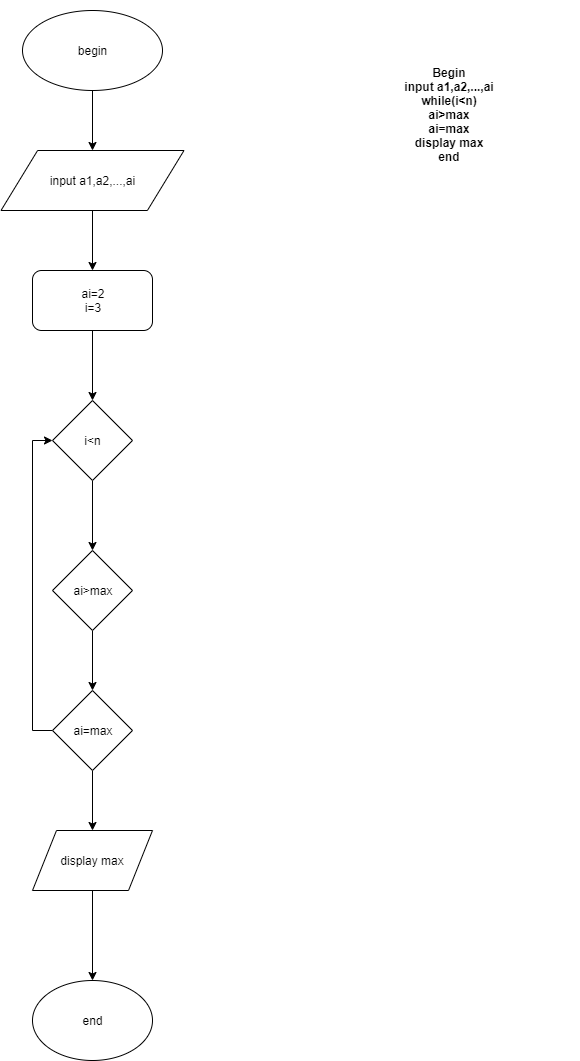 begin
input a1,a2,...,ai
ai=2
i=3
i<n
ai>max
ai=max
display max
end
Begin
input a1,a2,...,ai
while(i<n)
ai>max
ai=max
display max
end